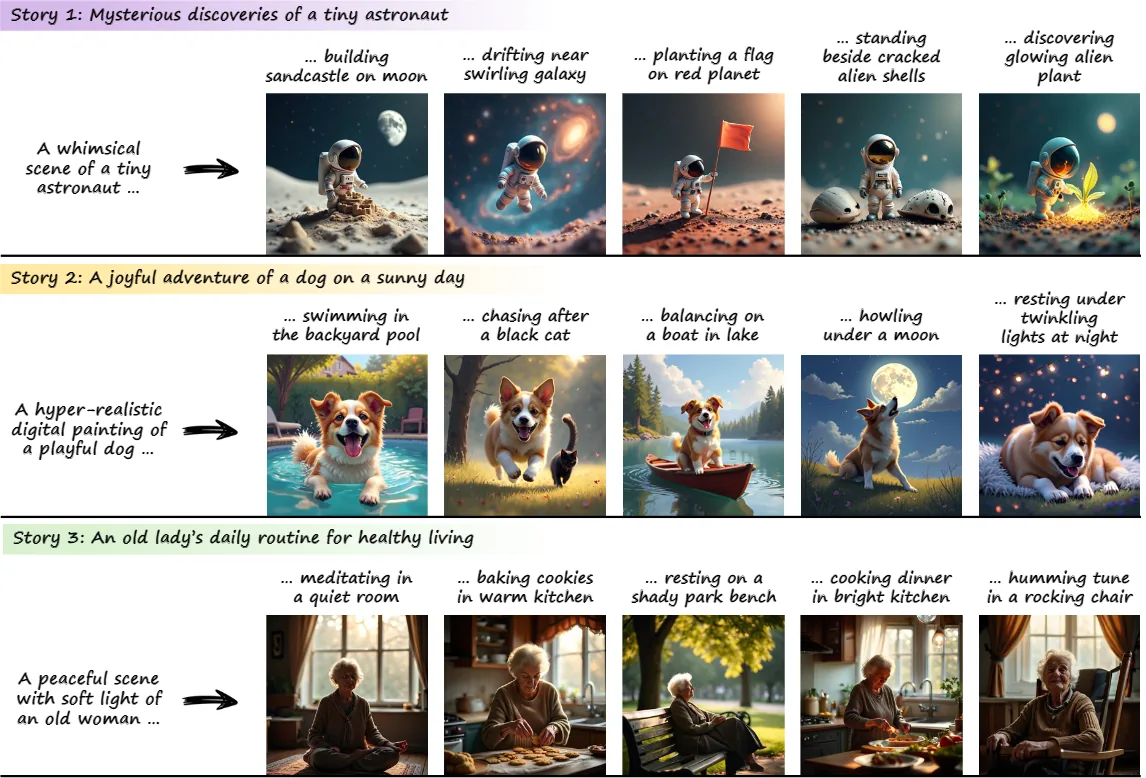 Story 1: Mysterious discoveries of a tiny astronaut
A whimsical
scene of a tiny
astronaut ...
... building
sandcastle on moon
... drifting near
swirling galaxy
... planting a flag
on red planet
... standing
beside cracked
alien shells
... discovering
glowing alien
plant
Story 2: A joyful adventure of a dog on a sunny day
A hyper-realistic
digital painting of
a playful dog ...
... swimming in
the backyard pool
... chasing after
a black cat
... balancing on
a boat in lake
... howling
under a moon
... resting under
twinkling
lights at night
Story 3: An old lady's daily routine for healthy living
A peaceful scene
with soft light of
an old woman ...
... meditating in
a quiet room
... baking cookies
in warm kitchen
... resting on a
shady park bench
... cooking dinner
in bright kitchen
... humming tune
in a rocking chair